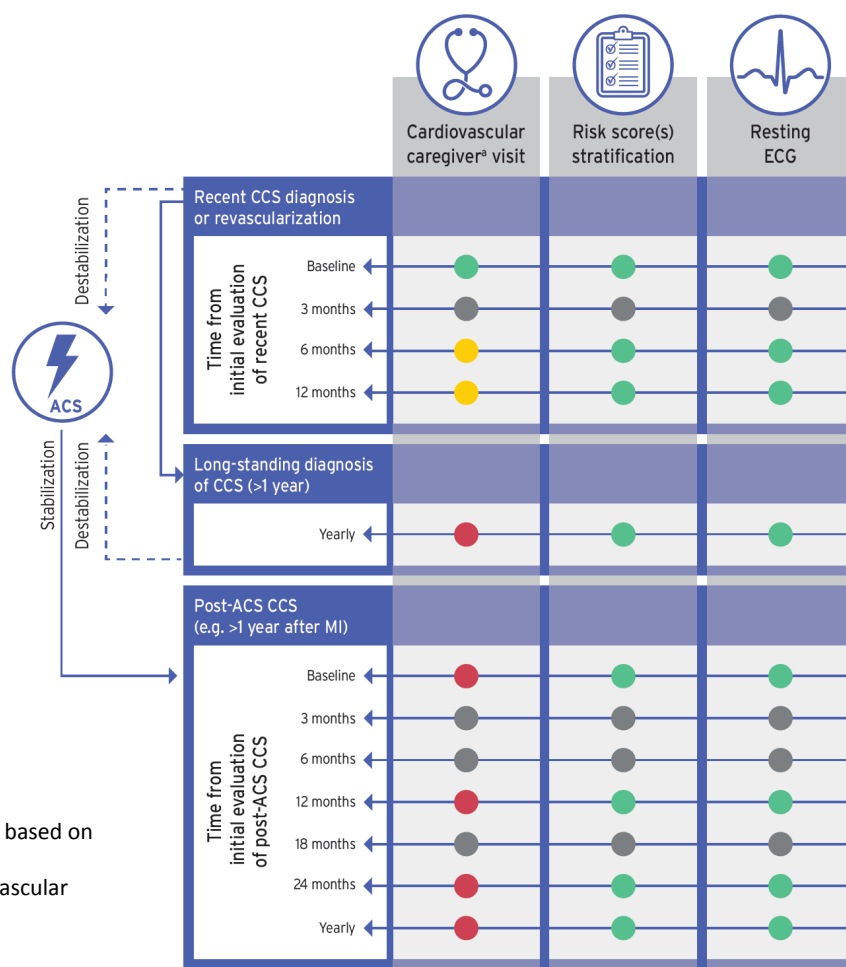 Cardiovascular
caregiverª visit
Risk score(s)
stratification
Resting
ECG
Recent CCS diagnosis
or revascularization
Destabilization
Time from
initial evaluation
of recent CCS
Baseline
3 months
6 months
12 months
ACS
Stabilization
Destabilization
Long-standing diagnosis
of CCS (>1 year)
Yearly
Post-ACS CCS
(e.g. >1 year after MI)
Time from
initial evaluation
of post-ACS CCS
Baseline
3 months
6 months
12 months
18 months
24 months
Yearly
based on
ascular